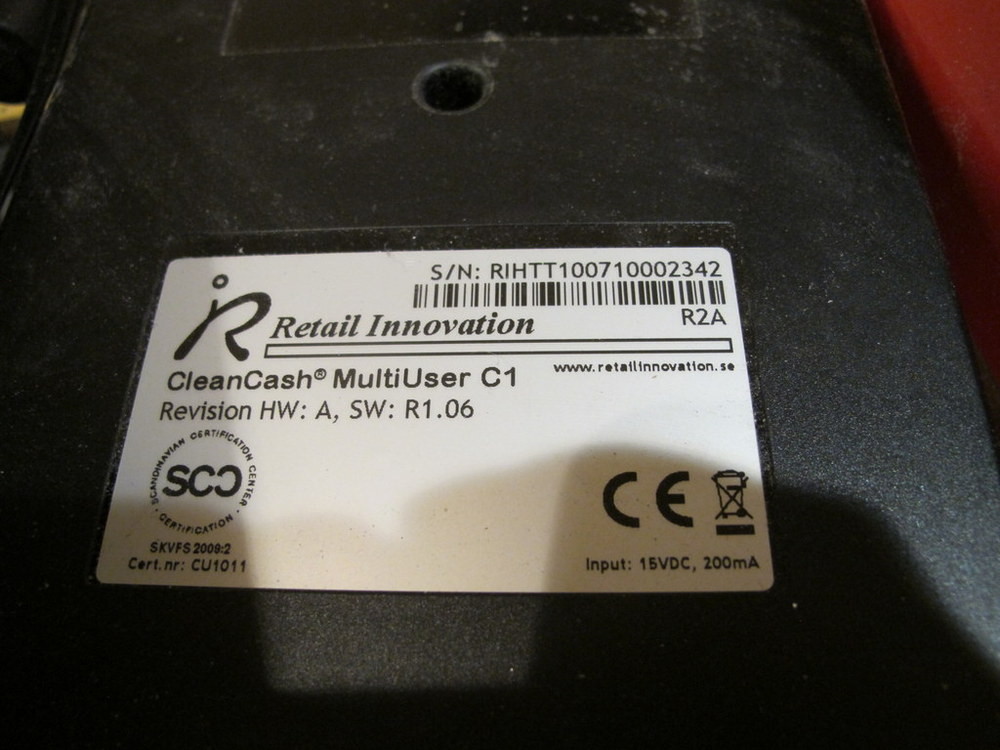 S/N: RIHTT100710002342
R2A
iR Retail Innovation
www.retailinnovation.se
CleanCash® MultiUser C1
Revision HW: A, SW: R1.06
SCANDINAVIAN CERTIFICATION CENTER
SCC
· CERTIFICATION ·
SKVFS 2009:2
Cert.nr: CU1011
CE
Input: 15VDC, 200mA